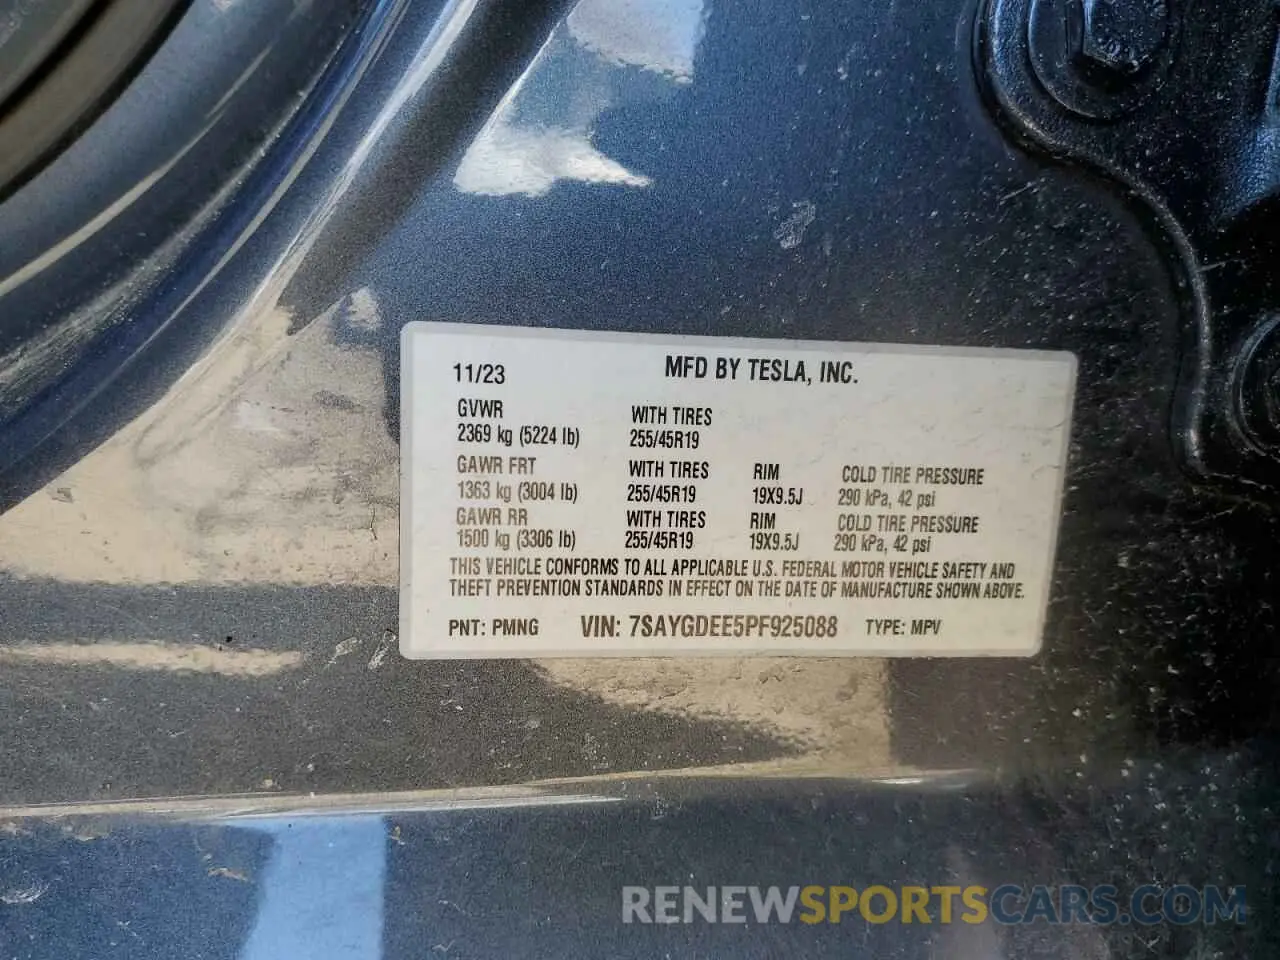 11/23 MFD BY TESLA, INC.
GVWR WITH TIRES
2369 kg (5224 lb) 255/45R19
GAWR FRT WITH TIRES RIM COLD TIRE PRESSURE
1363 kg (3004 lb) 255/45R19 19X9.5J 290 kPa, 42 psi
GAWR RR WITH TIRES RIM COLD TIRE PRESSURE
1500 kg (3306 lb) 255/45R19 19X9.5J 290 kPa, 42 psi
THIS VEHICLE CONFORMS TO ALL APPLICABLE U.S. FEDERAL MOTOR VEHICLE SAFETY AND
THEFT PREVENTION STANDARDS IN EFFECT ON THE DATE OF MANUFACTURE SHOWN ABOVE.
PNT: PMNG VIN: 7SAYGDEE5PF925088 TYPE: MPV
RENEWSPORTSCARS.COM